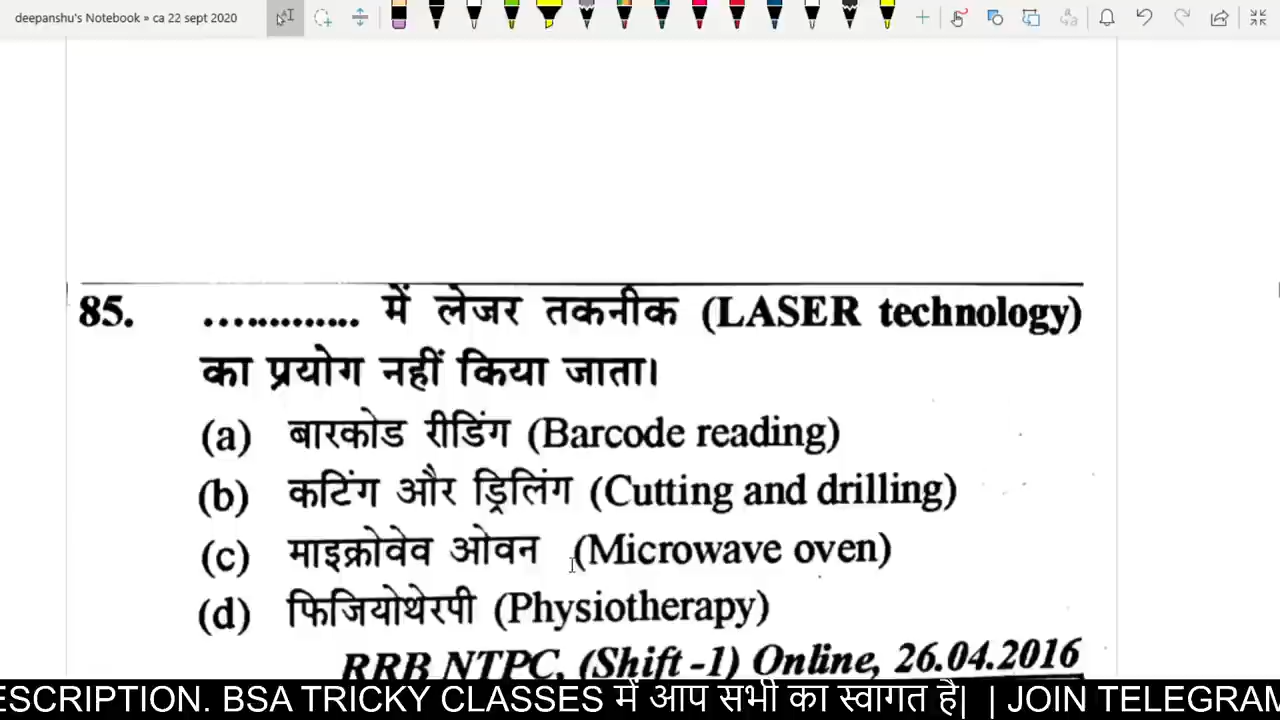 deepanshu's Notebook » ca 22 sept 2020
85. .............. में लेजर तकनीक (LASER technology)
का प्रयोग नहीं किया जाता।
(a) बारकोड रीडिंग (Barcode reading)
(b) कटिंग और ड्रिलिंग (Cutting and drilling)
(c) माइक्रोवेव ओवन (Microwave oven)
(d) फिजियोथेरपी (Physiotherapy)
RRB NTPC, (Shift -1) Online, 26.04.2016
ESCRIPTION. BSA TRICKY CLASSES में आप सभी का स्वागत है| | JOIN TELEGRAM